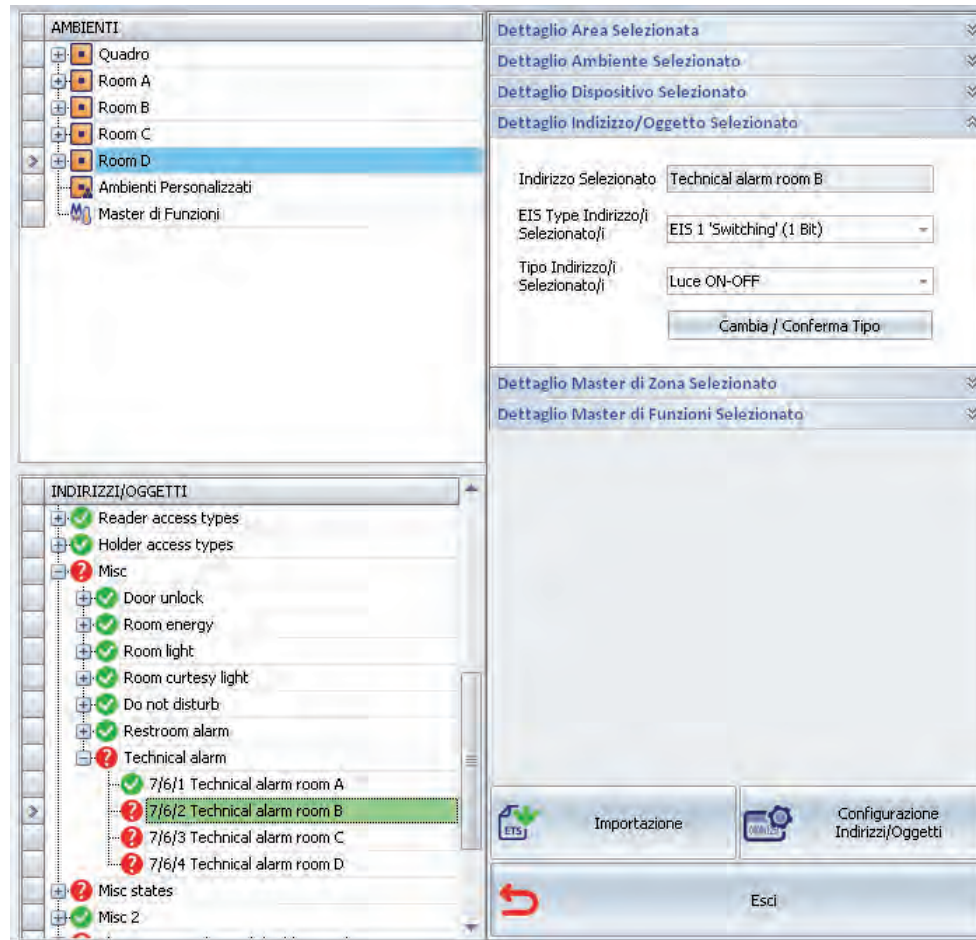 AMBIENTI
Quadro
Room A
Room B
Room C
Room D
Ambienti Personalizzati
Master di Funzioni
Dettaglio Area Selezionata
Dettaglio Ambiente Selezionato
Dettaglio Dispositivo Selezionato
Dettaglio Indizizzo/Oggetto Selezionato
Indirizzo Selezionato Technical alarm room B
EIS Type Indirizzo/i
Selezionato/i
EIS 1 'Switching' (1 Bit)
Tipo Indirizzo/i
Selezionato/i
Luce ON-OFF
Cambia / Conferma Tipo
Dettaglio Master di Zona Selezionato
Dettaglio Master di Funzioni Selezionato
INDIRIZZI/OGGETTI
Reader access types
Holder access types
Misc
Door unlock
Room energy
Room light
Room curtesy light
Do not disturb
Restroom alarm
Technical alarm
7/6/1 Technical alarm room A
7/6/2 Technical alarm room B
7/6/3 Technical alarm room C
7/6/4 Technical alarm room D
Misc states
Misc 2
ETS
Importazione
Configurazione
Indirizzi/Oggetti
Esci